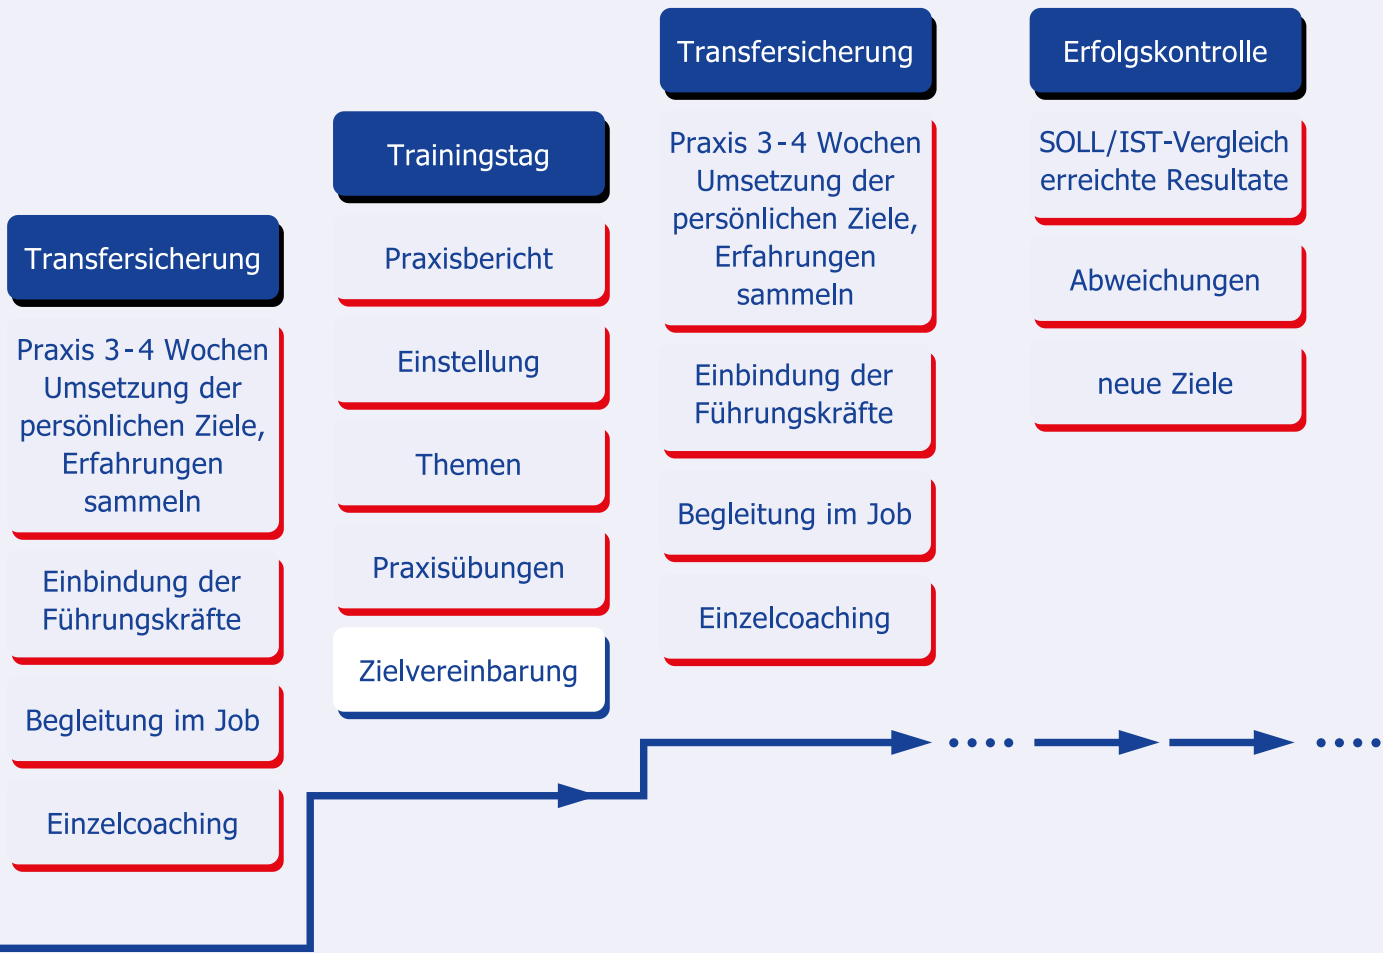 Transfersicherung
Praxis 3-4 Wochen
Umsetzung der
persönlichen Ziele,
Erfahrungen
sammeln
Einbindung der
Führungskräfte
Begleitung im Job
Einzelcoaching
Trainingstag
Praxisbericht
Einstellung
Themen
Praxisübungen
Zielvereinbarung
Transfersicherung
Praxis 3-4 Wochen
Umsetzung der
persönlichen Ziele,
Erfahrungen
sammeln
Einbindung der
Führungskräfte
Begleitung im Job
Einzelcoaching
Erfolgskontrolle
SOLL/IST-Vergleich
erreichte Resultate
Abweichungen
neue Ziele